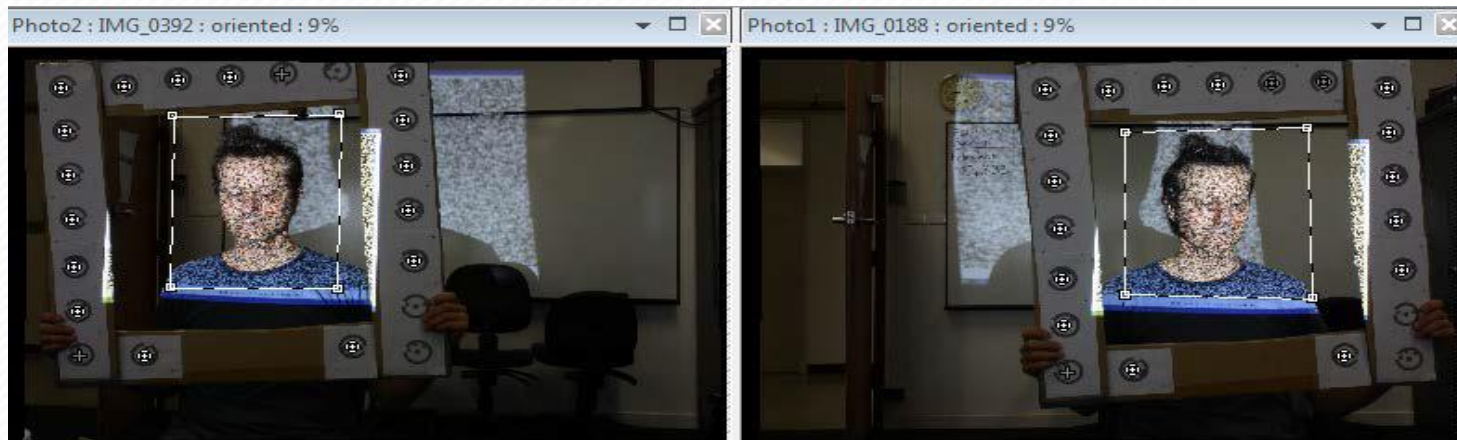 Photo2 : IMG_0392 : oriented : 9%
Photo1 : IMG_0188 : oriented : 9%